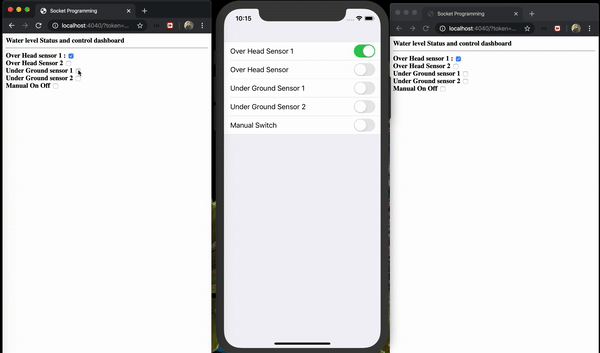 Socket Programming
localhost:4040/?token=...
Water level Status and control dashboard
Over Head sensor 1 :
Over Head Sensor 2
Under Ground sensor 1
Under Ground sensor 2
Manual On Off
10:15
Over Head Sensor 1
Over Head Sensor
Under Ground Sensor 1
Under Ground Sensor 2
Manual Switch
Socket Programming
localhost:4040/?token=...
Water level Status and control dashboard
Over Head sensor 1 :
Over Head Sensor 2
Under Ground sensor 1
Under Ground sensor 2
Manual On Off